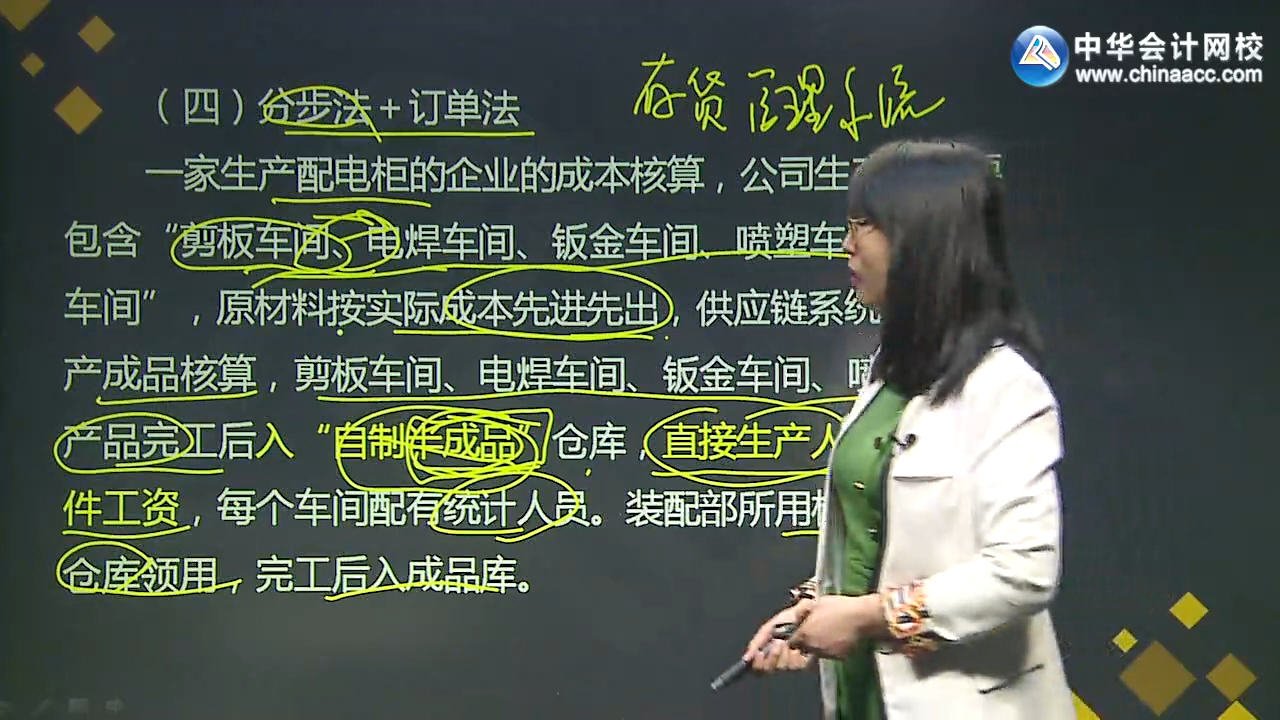 中华会计网校
www.chinaacc.com
存货管理系统
（四）分步法＋订单法
一家生产配电柜的企业的成本核算，公司生
包含“剪板车间、电焊车间、钣金车间、喷塑车
车间”，原材料按实际成本先进先出，供应链系统
产成品核算，剪板车间、电焊车间、钣金车间、喷
产品完工后入“自制半成品”仓库，直接生产人
件工资，每个车间配有统计人员。装配部所用
仓库领用，完工后入成品库。